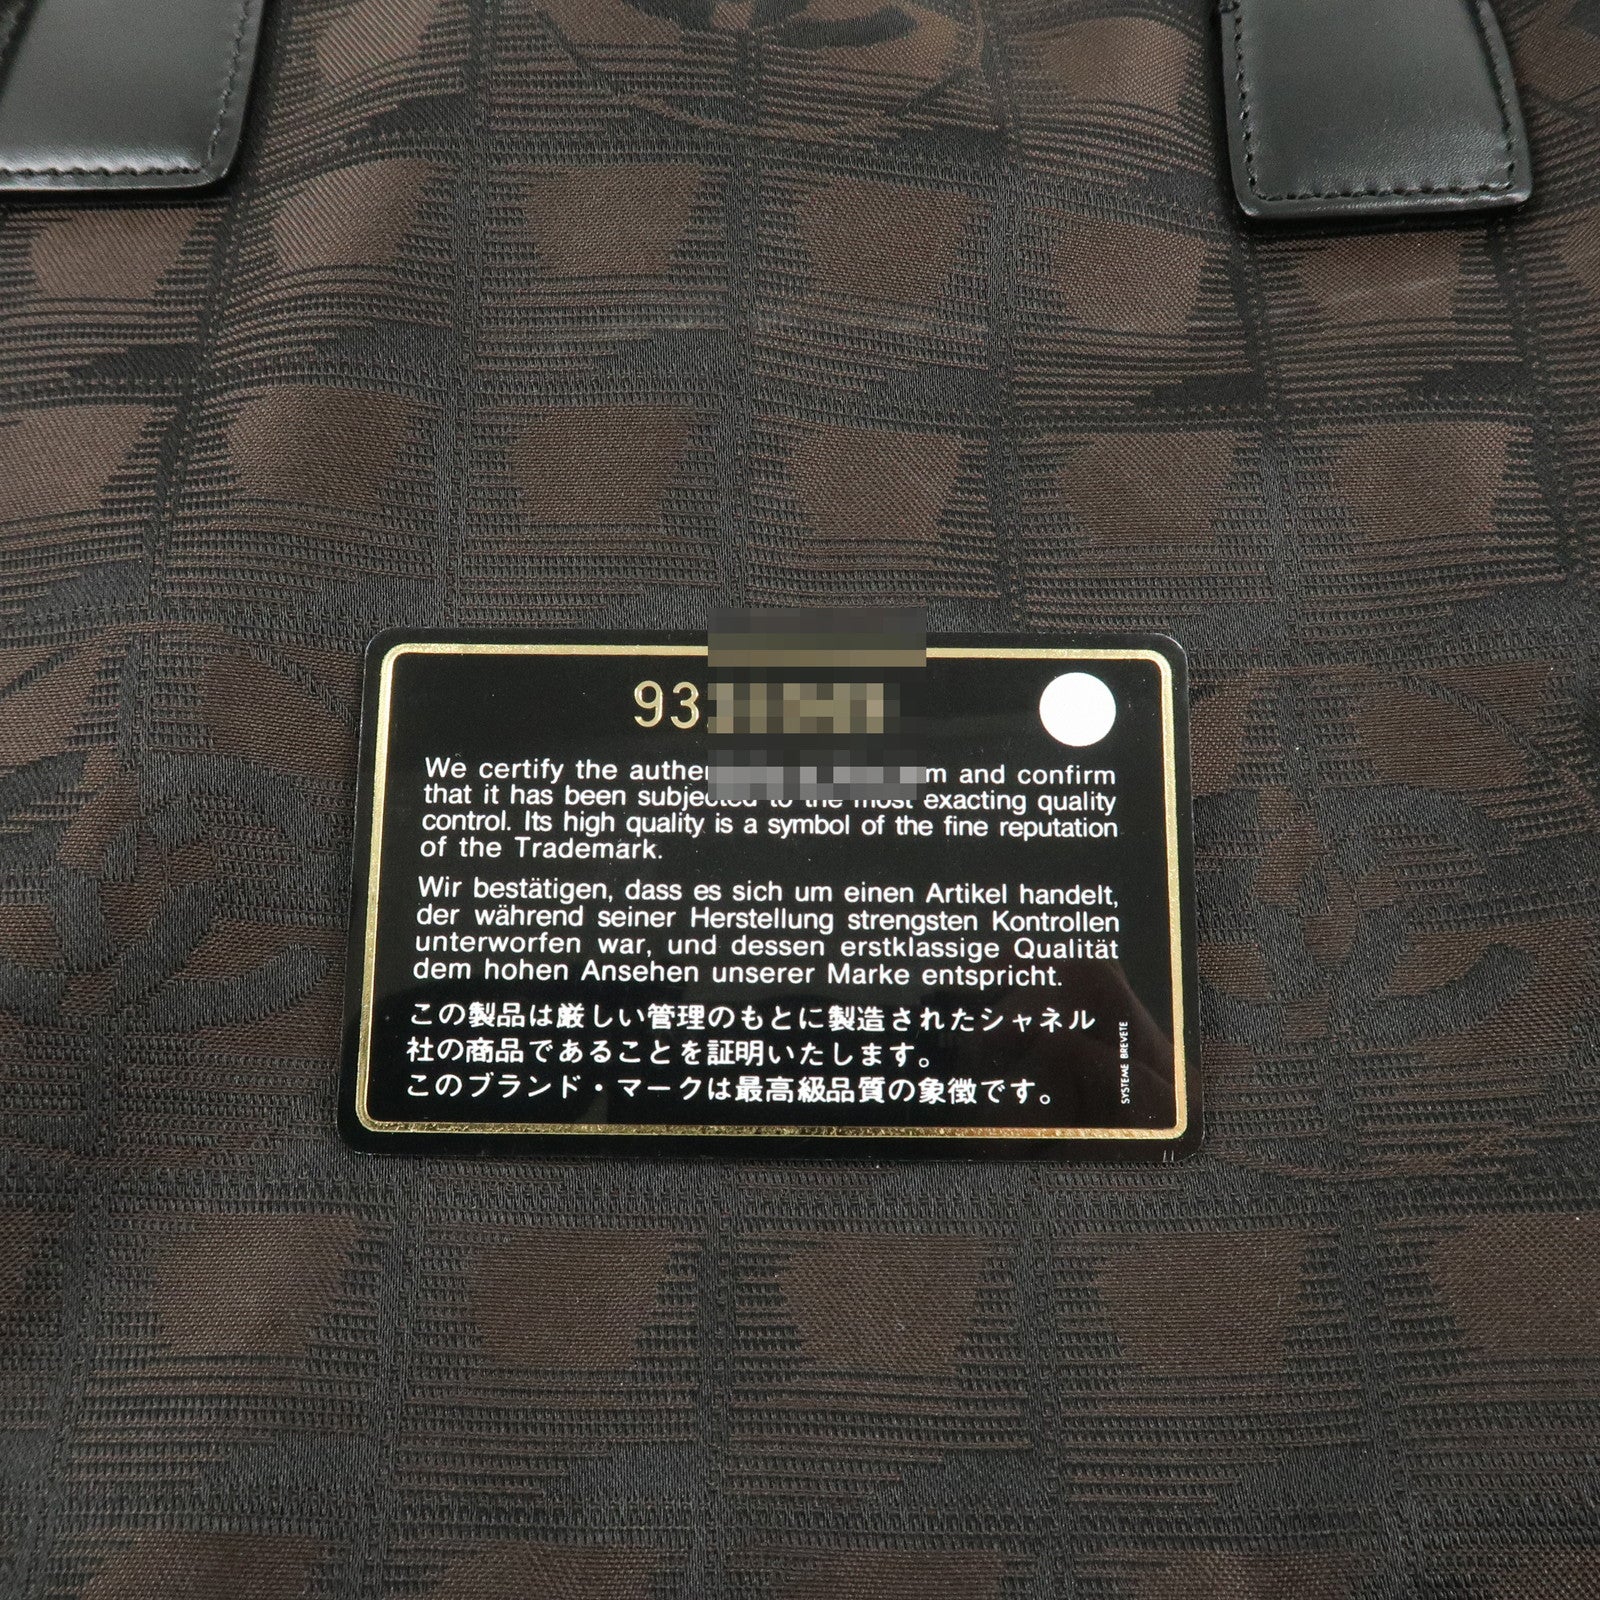 93
We certify the and confirm
that it has been subjected to the most exacting quality
control. Its high quality is a symbol of the fine reputation
of the Trademark.
Wir bestätigen, dass es sich um einen Artikel handelt,
der während seiner Herstellung strengsten Kontrollen
unterworfen war, und dessen erstklassige Qualität
dem hohen Ansehen unserer Marke entspricht.
この製品は厳しい管理のもとに製造されたシャネル
社の商品であることを証明いたします。
このブランド・マークは最高級品質の象徴です。
SYSTEME BREVETE